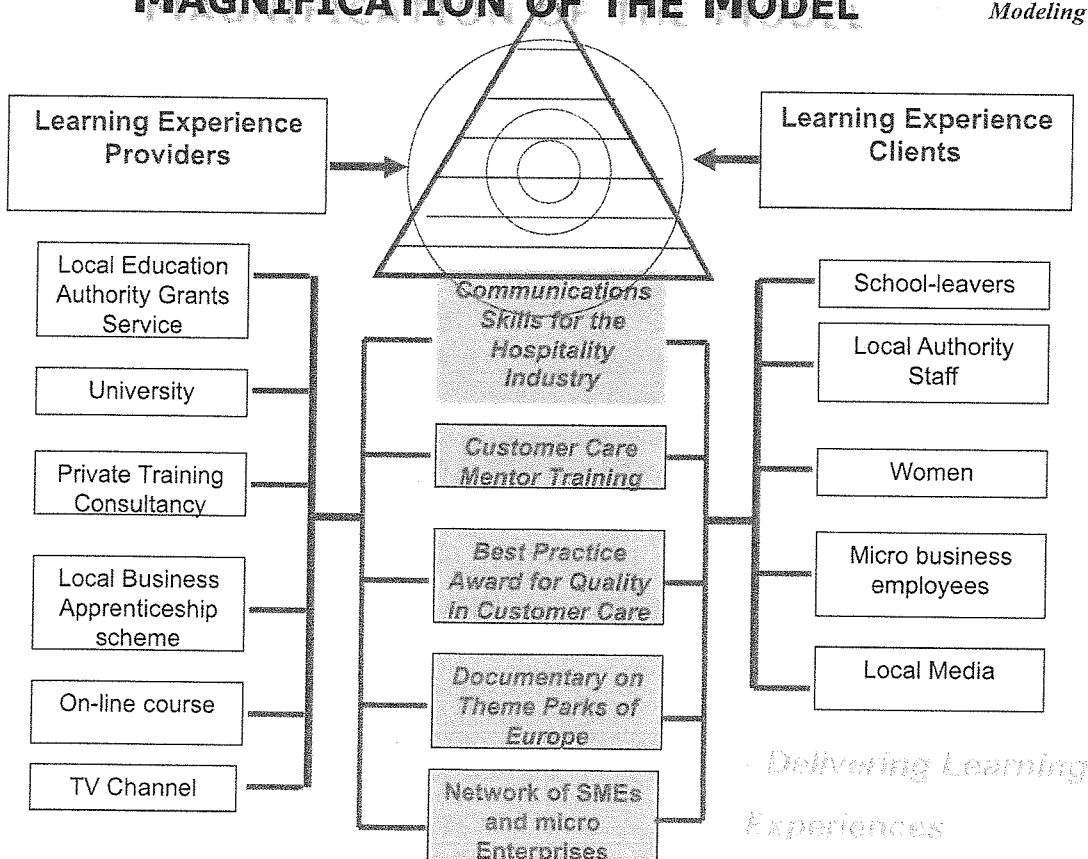 MAGNIFICATION OF THE MODEL
Modeling
Learning Experience
Providers
Learning Experience
Clients
Local Education
Authority Grants
Service
University
Private Training
Consultancy
Local Business
Apprenticeship
scheme
On-line course
TV Channel
Communications
Skills for the
Hospitality
Industry
Customer Care
Mentor Training
Best Practice
Award for Quality
in Customer Care
Documentary on
Theme Parks of
Europe
Network of SMEs
and micro
Enterprises
School-leavers
Local Authority
Staff
Women
Micro business
employees
Local Media
- Delivering Learning
Experiences